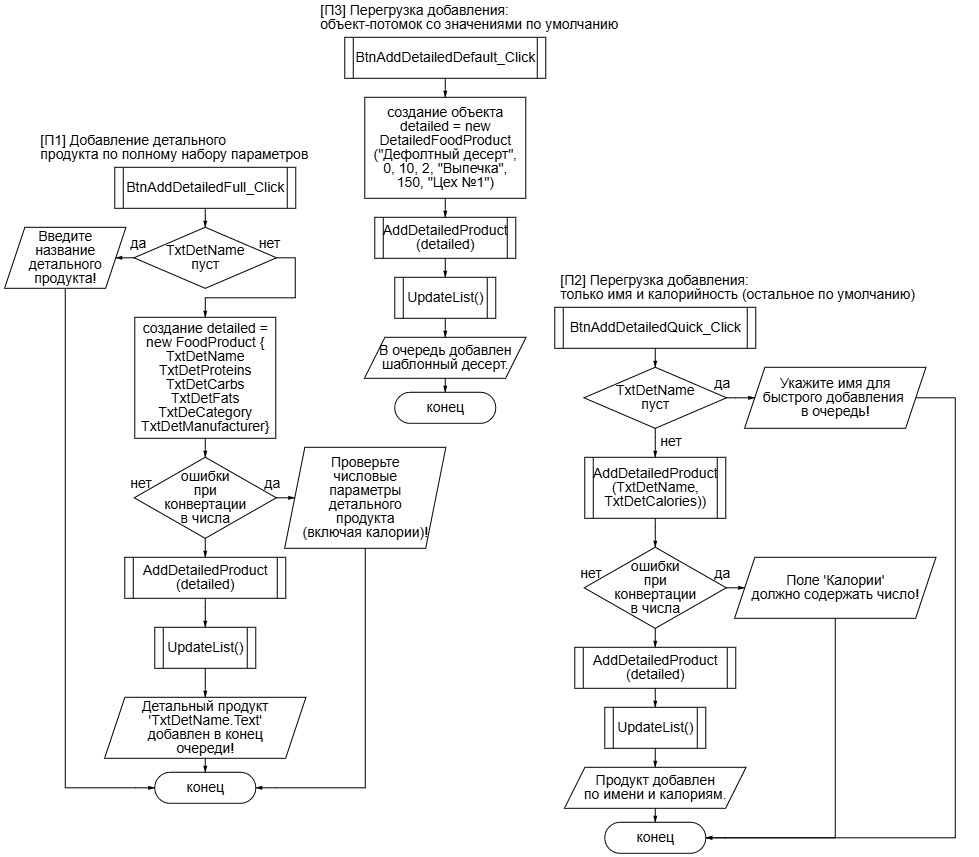 [П3] Перегрузка добавления:
объект-потомок со значениями по умолчанию
BtnAddDetailedDefault_Click
создание объекта
detailed = new
DetailedFoodProduct
("Дефолтный десерт",
0, 10, 2, "Выпечка",
150, "Цех №1")
AddDetailedProduct
(detailed)
UpdateList()
В очередь добавлен
шаблонный десерт.
конец
[П1] Добавление детального
продукта по полному набору параметров
BtnAddDetailedFull_Click
TxtDetName
пуст
да
нет
Введите
название
детального
продукта!
создание detailed =
new FoodProduct {
TxtDetName
TxtDetProteins
TxtDetCarbs
TxtDetFats
TxtDeCategory
TxtDetManufacturer}
ошибки
при
конвертации
в числа
нет
да
Проверьте
числовые
параметры
детального
продукта
(включая калории)!
AddDetailedProduct
(detailed)
UpdateList()
Детальный продукт
'TxtDetName.Text'
добавлен в конец
очереди!
конец
[П2] Перегрузка добавления:
только имя и калорийность (остальное по умолчанию)
BtnAddDetailedQuick_Click
TxtDetName
пуст
да
Укажите имя для
быстрого добавления
в очередь!
нет
AddDetailedProduct
(TxtDetName,
TxtDetCalories))
ошибки
при
конвертации
в числа
нет
да
Поле 'Калории'
должно содержать число!
AddDetailedProduct
(detailed)
UpdateList()
Продукт добавлен
по имени и калориям.
конец